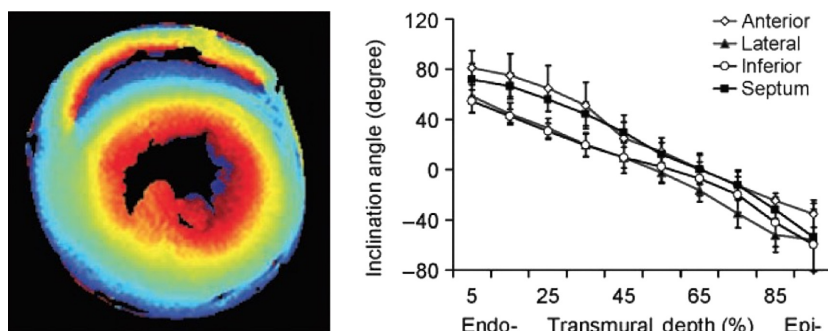 Inclination angle (degree)
120
80
40
0
−40
−80
Anterior
Lateral
Inferior
Septum
5 25 45 65 85
Endo- Transmural depth (%) Epi-